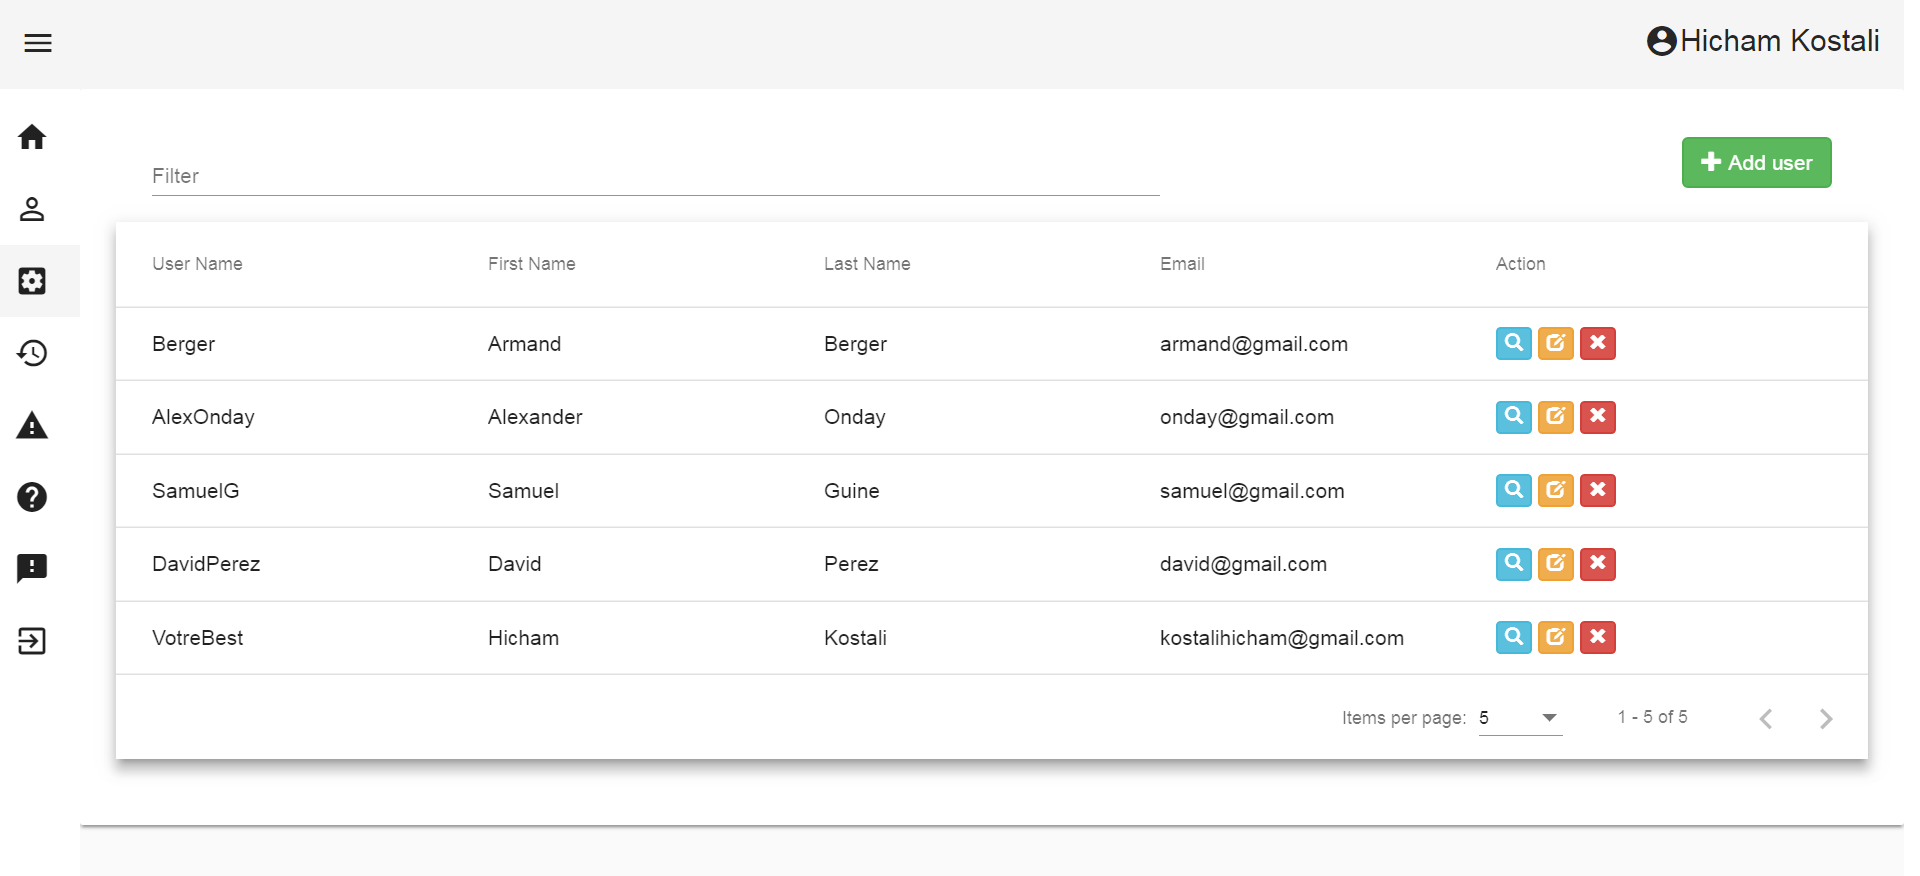 Hicham Kostali
Filter
Add user
User Name First Name Last Name Email Action
Berger Armand Berger armand@gmail.com
AlexOnday Alexander Onday onday@gmail.com
SamuelG Samuel Guine samuel@gmail.com
DavidPerez David Perez david@gmail.com
VotreBest Hicham Kostali kostalihicham@gmail.com
Items per page: 5 1 - 5 of 5